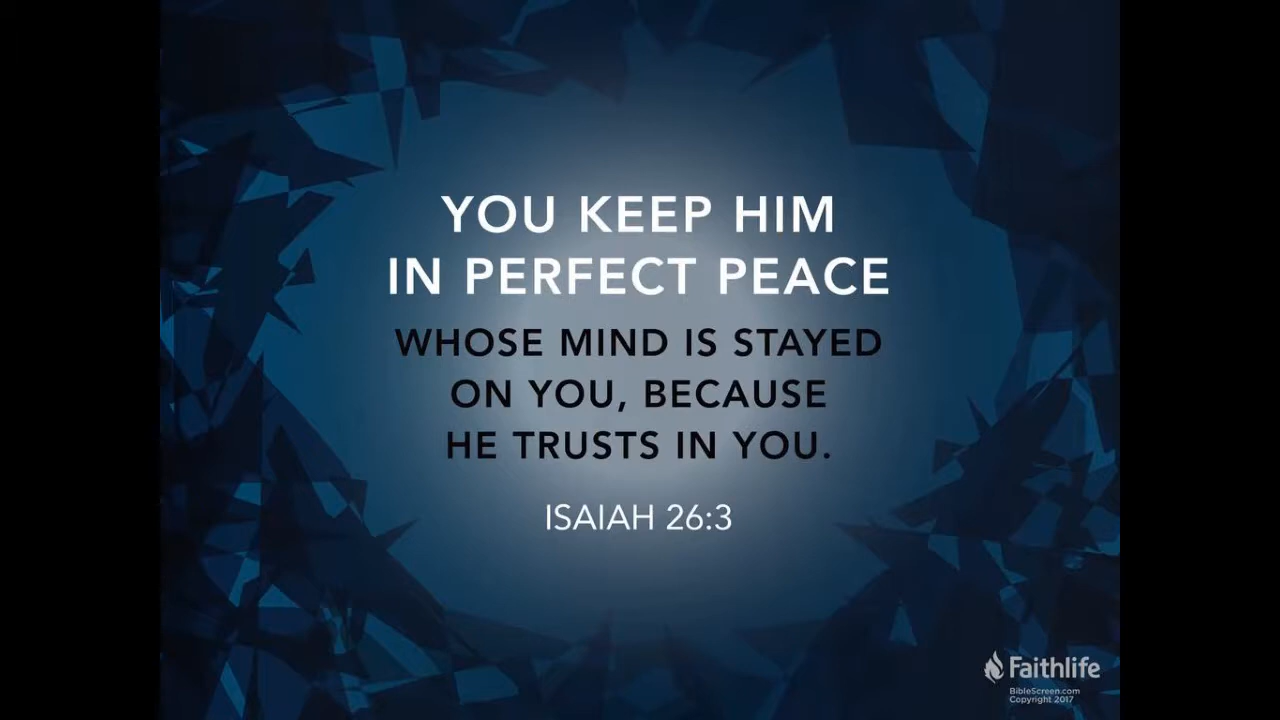 YOU KEEP HIM
IN PERFECT PEACE
WHOSE MIND IS STAYED
ON YOU, BECAUSE
HE TRUSTS IN YOU.
ISAIAH 26:3
Faithlife
BibleScreen.com
Copyright 2017